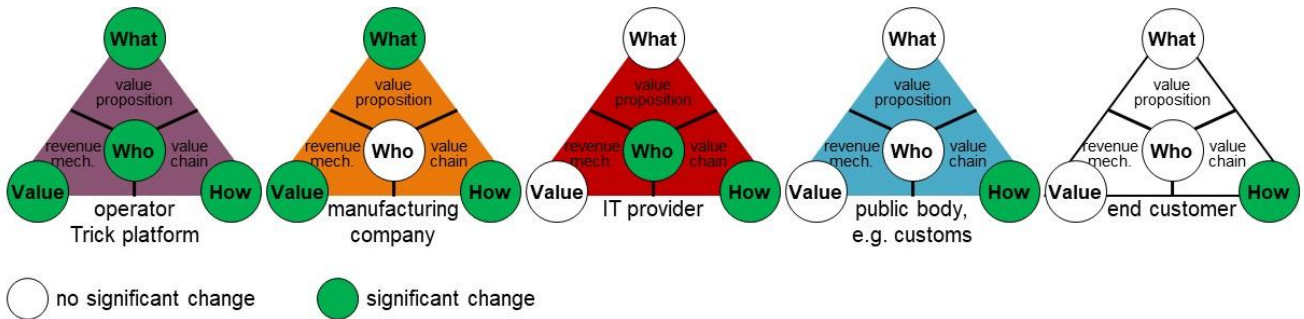 What
value
proposition
revenue
mech.
Who
value
chain
Value
How
operator
Trick platform
What
value
proposition
revenue
mech.
Who
value
chain
Value
How
manufacturing
company
What
value
proposition
revenue
mech.
Who
value
chain
Value
How
IT provider
What
value
proposition
revenue
mech.
Who
value
chain
Value
How
public body,
e.g. customs
What
value
proposition
revenue
mech.
Who
value
chain
Value
How
end customer
no significant change
significant change